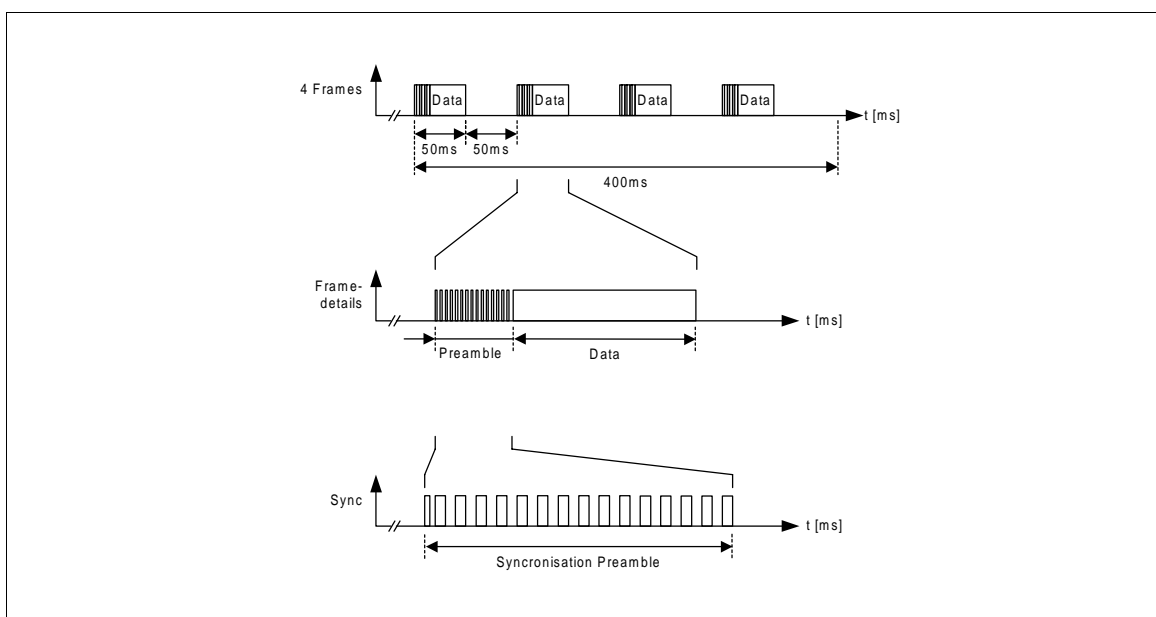 4 Frames
Data
Data
Data
Data
t [ms]
50ms
50ms
400ms
Frame-
details
t [ms]
Preamble
Data
Sync
t [ms]
Syncronisation Preamble